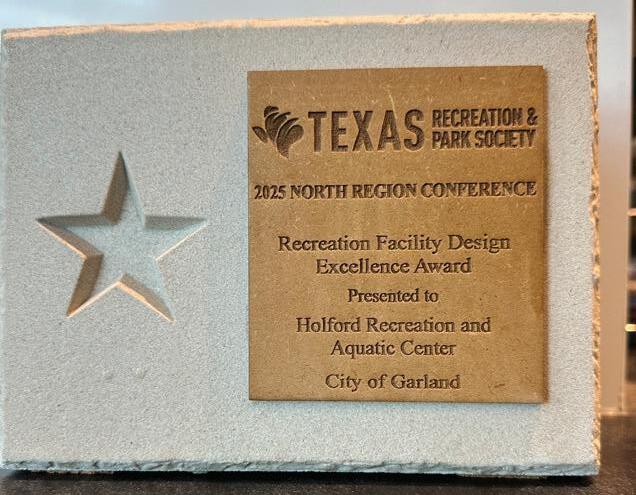 TEXAS RECREATION &
PARK SOCIETY
2025 NORTH REGION CONFERENCE
Recreation Facility Design
Excellence Award
Presented to
Holford Recreation and
Aquatic Center
City of Garland